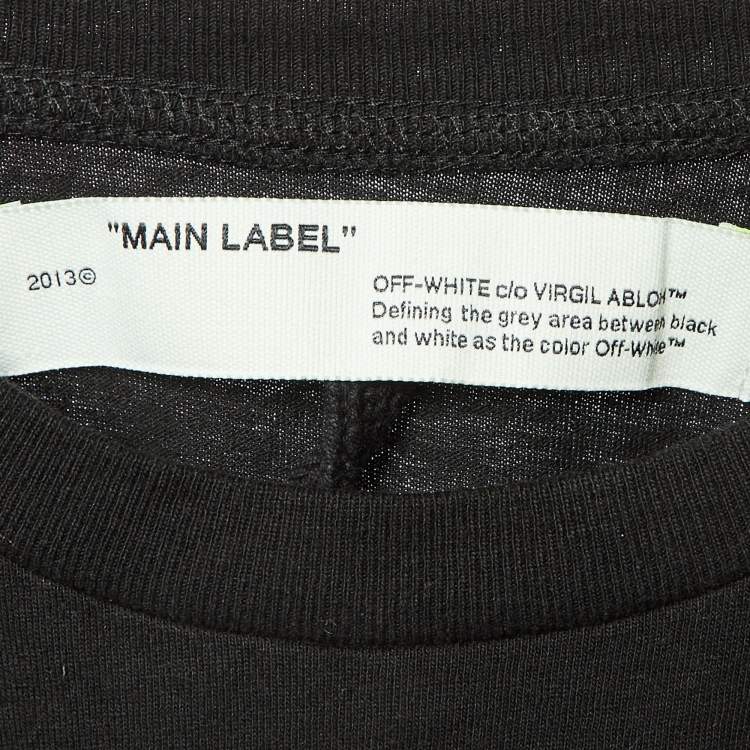 "MAIN LABEL"
2013©
OFF-WHITE c/o VIRGIL ABLOH™
Defining the grey area between black
and white as the color Off-White™